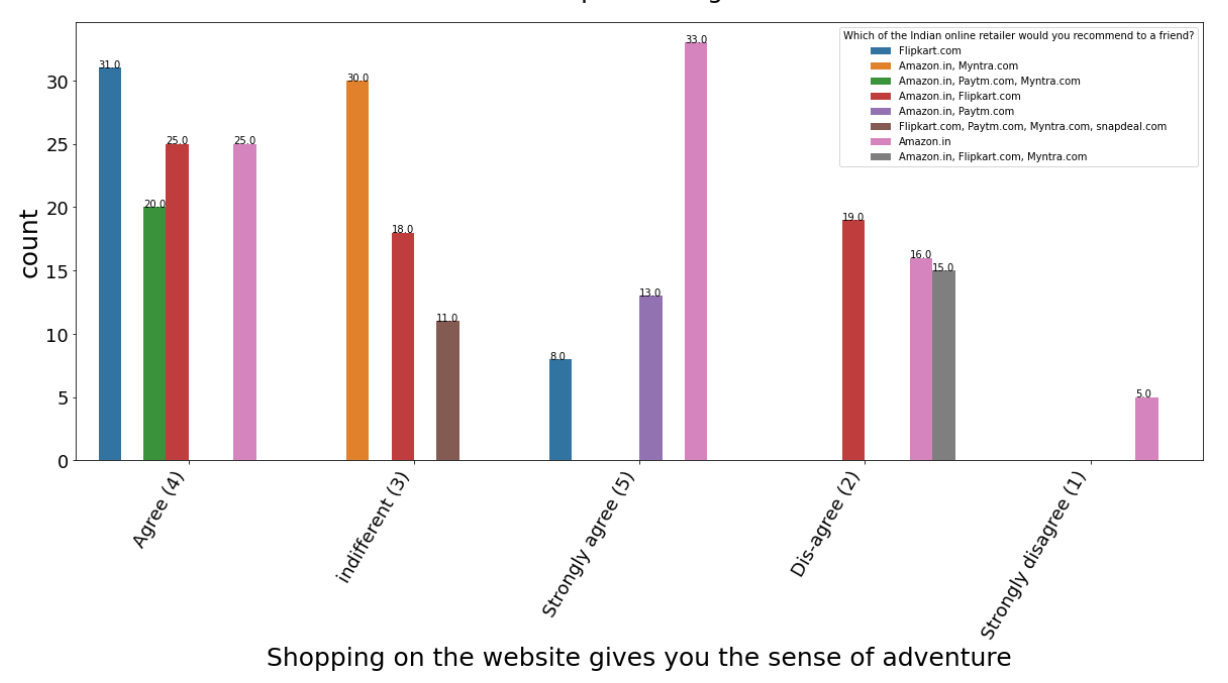 31.0
20.0
25.0
25.0
30.0
18.0
11.0
8.0
13.0
33.0
19.0
16.0
15.0
5.0
Which of the Indian online retailer would you recommend to a friend?
Flipkart.com
Amazon.in, Myntra.com
Amazon.in, Paytm.com, Myntra.com
Amazon.in, Flipkart.com
Amazon.in, Paytm.com
Flipkart.com, Paytm.com, Myntra.com, snapdeal.com
Amazon.in
Amazon.in, Flipkart.com, Myntra.com
count
30
25
20
15
10
5
0
Agree (4)
indifferent (3)
Strongly agree (5)
Dis-agree (2)
Strongly disagree (1)
Shopping on the website gives you the sense of adventure